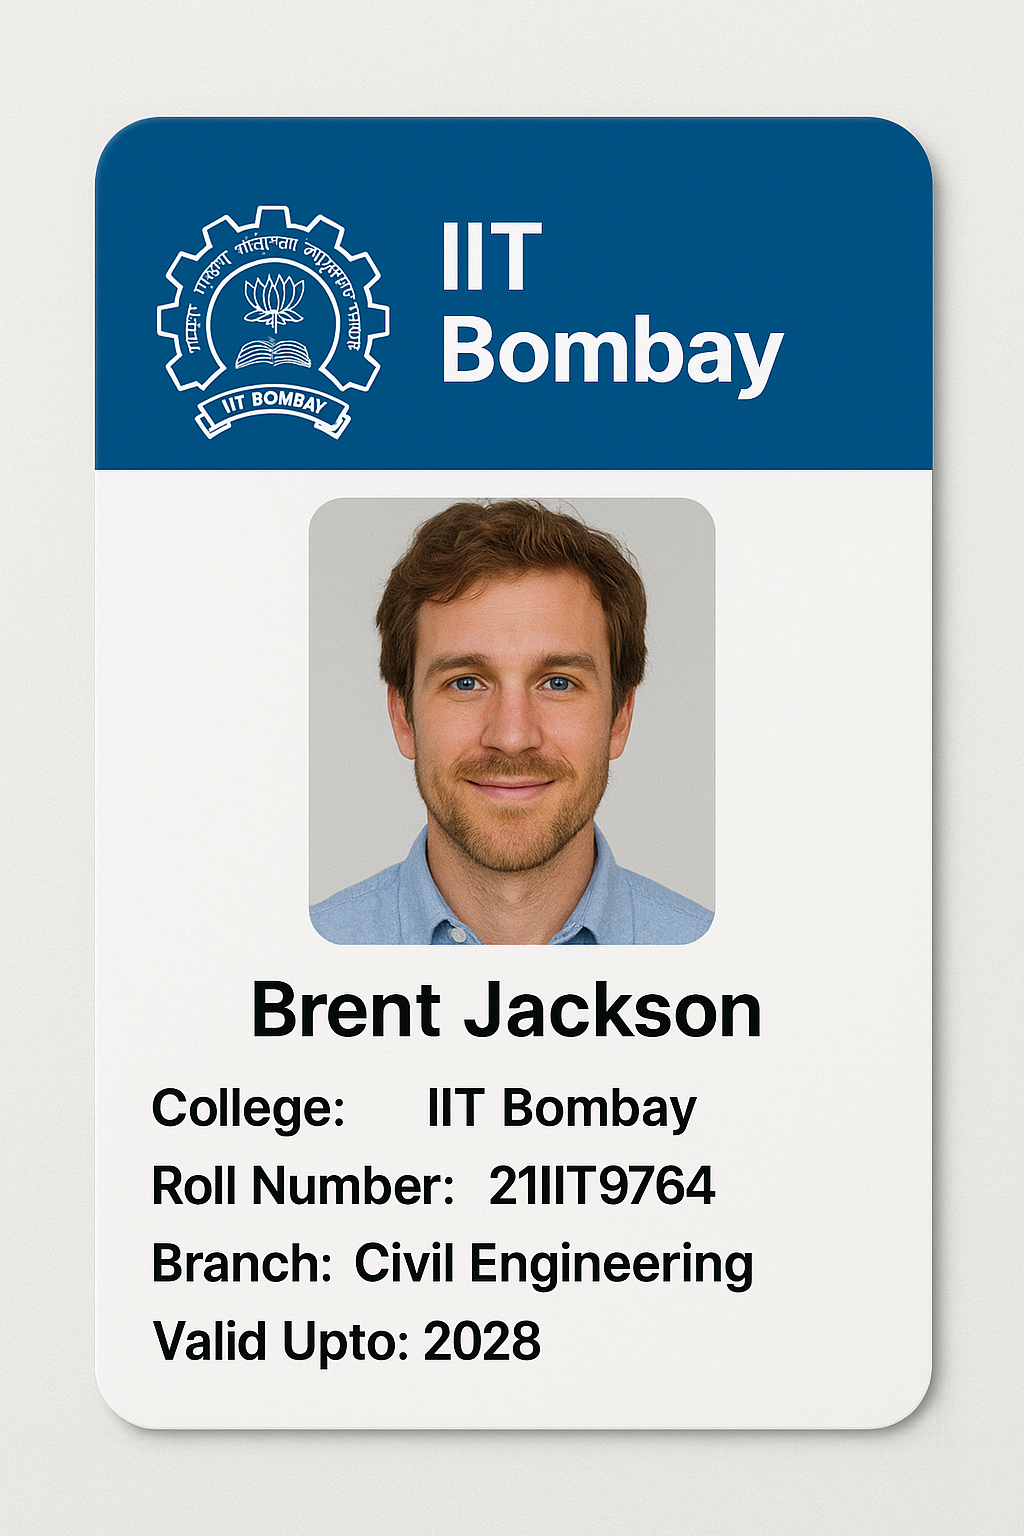 IIT
Bombay
IIT BOMBAY
Brent Jackson
College: IIT Bombay
Roll Number: 21IIT9764
Branch: Civil Engineering
Valid Upto: 2028